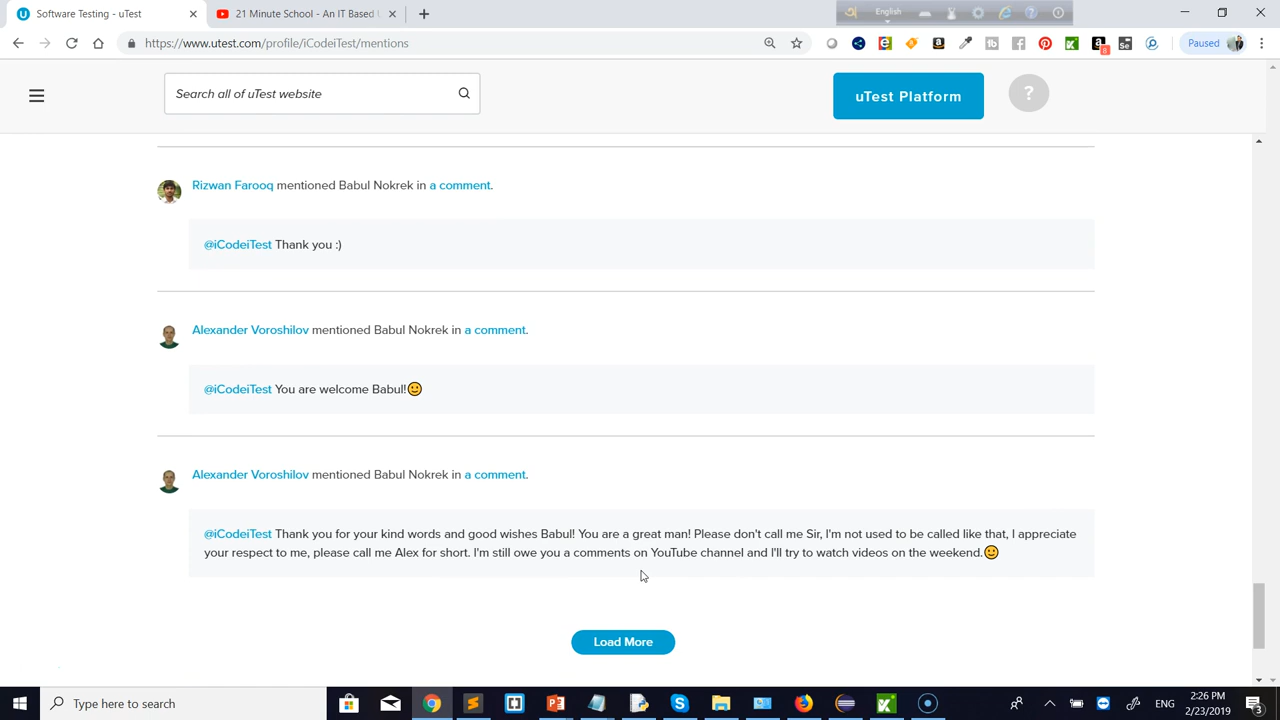 Software Testing - uTest
21 Minute School - An IT Based U
English
https://www.utest.com/profile/iCodeiTest/mentions
Paused
Search all of uTest website
uTest Platform
?
Rizwan Farooq mentioned Babul Nokrek in a comment.
@iCodeiTest Thank you :)
Alexander Voroshilov mentioned Babul Nokrek in a comment.
@iCodeiTest You are welcome Babul!
Alexander Voroshilov mentioned Babul Nokrek in a comment.
@iCodeiTest Thank you for your kind words and good wishes Babul! You are a great man! Please don't call me Sir, I'm not used to be called like that, I appreciate
your respect to me, please call me Alex for short. I'm still owe you a comments on YouTube channel and I'll try to watch videos on the weekend.
Load More
Type here to search
ENG
2:26 PM
2/23/2019
3